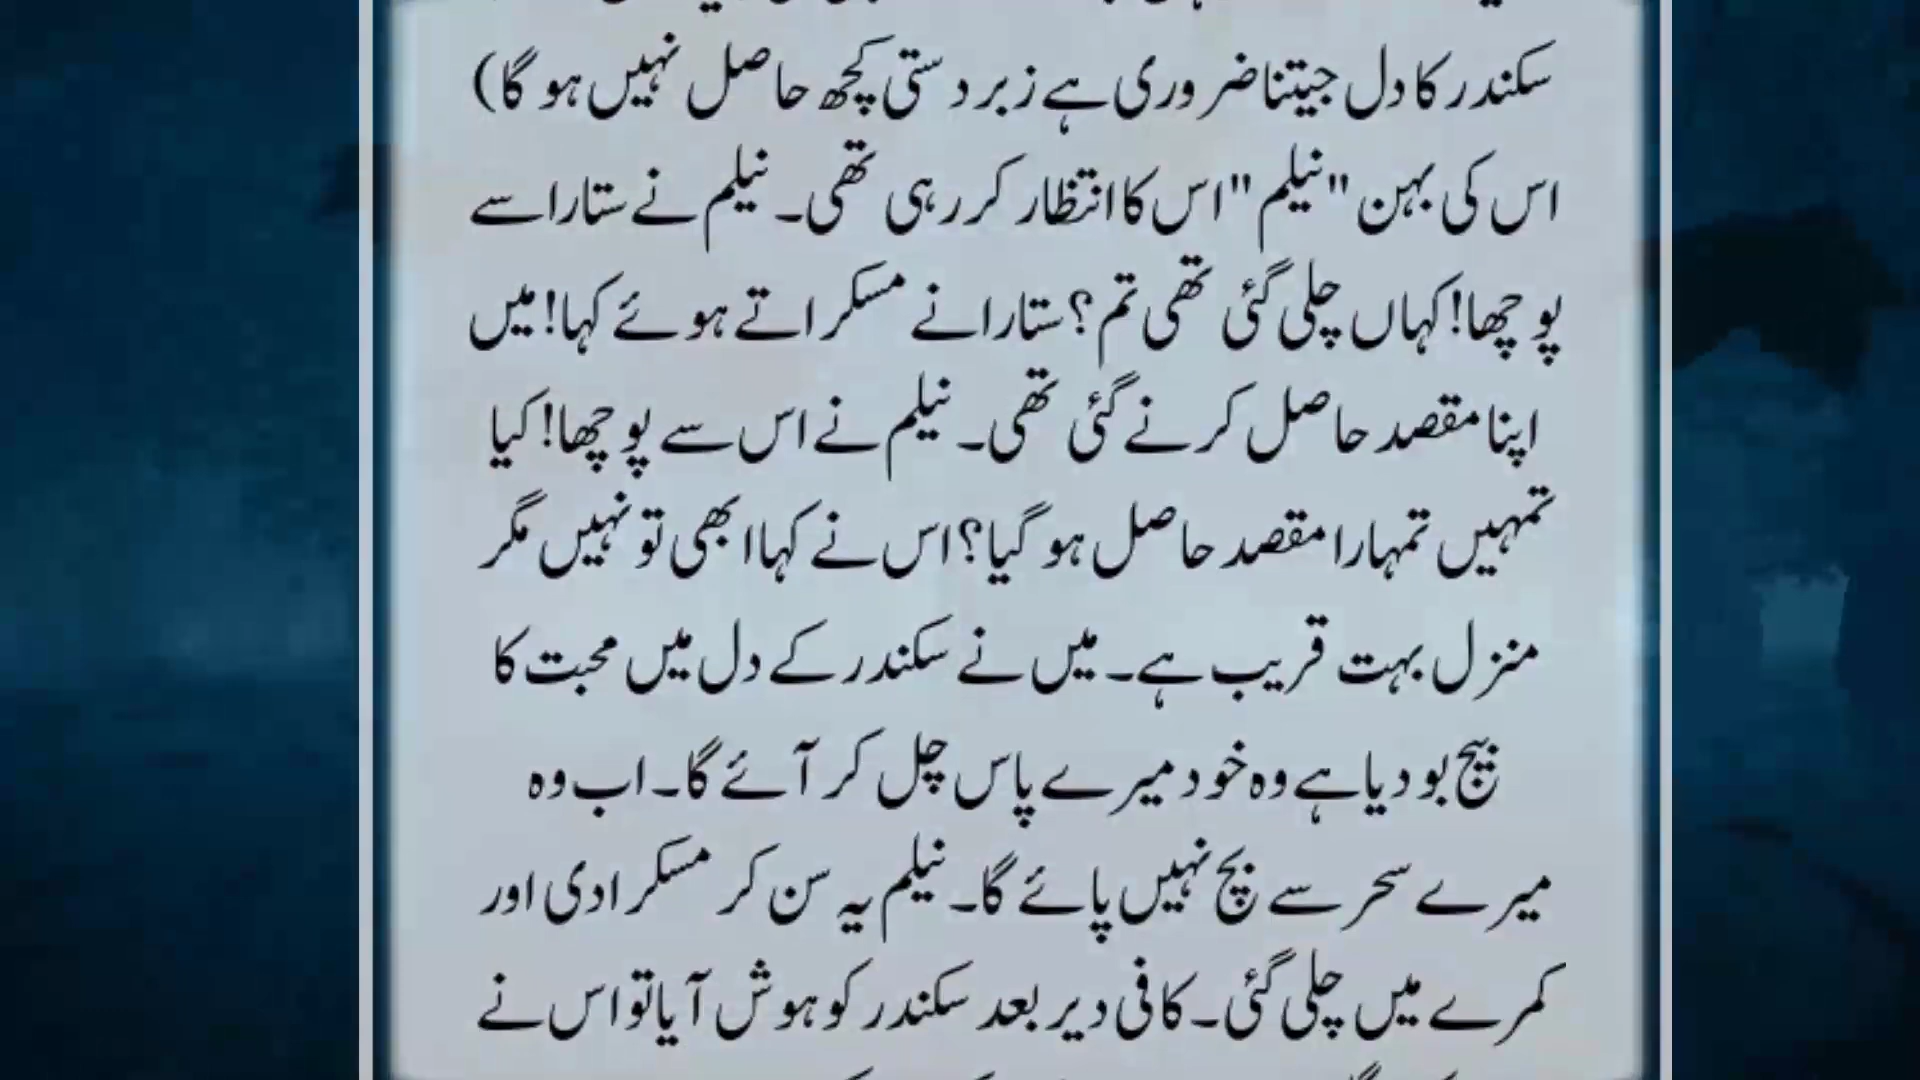 سکندر کا دل جیتنا ضروری ہے زبردستی کچھ حاصل نہیں ہو گا)
اس کی بہن "نیلم" اس کا انتظار کر رہی تھی۔ نیلم نے ستارا سے
پوچھا! کہاں چلی گئی تھی تم؟ ستارا نے مسکراتے ہوئے کہا! میں
اپنا مقصد حاصل کرنے گئی تھی۔ نیلم نے اس سے پوچھا! کیا
تمہیں تمہارا مقصد حاصل ہو گیا؟ اس نے کہا ابھی تو نہیں مگر
منزل بہت قریب ہے۔ میں نے سکندر کے دل میں محبت کا
بیج بو دیا ہے وہ خود میرے پاس چل کر آئے گا۔ اب وہ
میرے سحر سے بچ نہیں پائے گا۔ نیلم یہ سن کر مسکرا دی اور
کمرے میں چلی گئی۔ کافی دیر بعد سکندر کو ہوش آیا تو اس نے